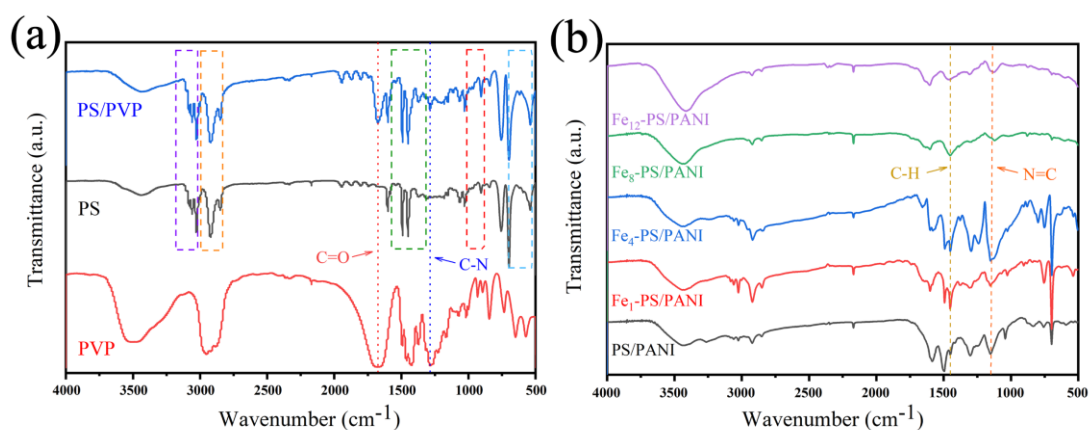 (a)
PS/PVP
PS
C=O
C-N
PVP
Transmittance (a.u.)
4000 3500 3000 2500 2000 1500 1000 500
Wavenumber (cm⁻¹)
(b)
Fe₁₂-PS/PANI
Fe₈-PS/PANI
C-H
N=C
Fe₄-PS/PANI
Fe₁-PS/PANI
PS/PANI
Transmittance (a.u.)
4000 3500 3000 2500 2000 1500 1000 500
Wavenumber (cm⁻¹)